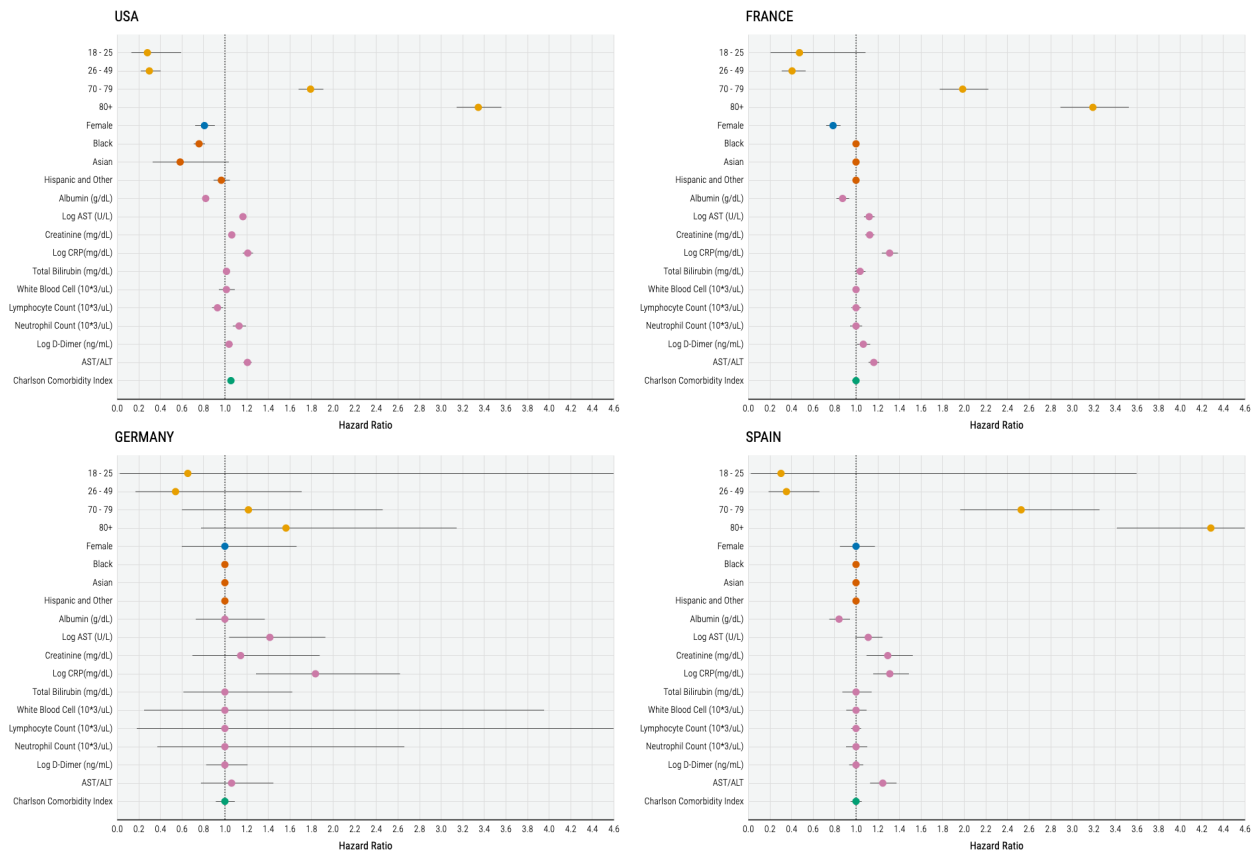 USA
18 - 25
26 - 49
70 - 79
80+
Female
Black
Asian
Hispanic and Other
Albumin (g/dL)
Log AST (U/L)
Creatinine (mg/dL)
Log CRP(mg/dL)
Total Bilirubin (mg/dL)
White Blood Cell (10*3/uL)
Lymphocyte Count (10*3/uL)
Neutrophil Count (10*3/uL)
Log D-Dimer (ng/mL)
AST/ALT
Charlson Comorbidity Index
0.0 0.2 0.4 0.6 0.8 1.0 1.2 1.4 1.6 1.8 2.0 2.2 2.4 2.6 2.8 3.0 3.2 3.4 3.6 3.8 4.0 4.2 4.4 4.6
Hazard Ratio
FRANCE
18 - 25
26 - 49
70 - 79
80+
Female
Black
Asian
Hispanic and Other
Albumin (g/dL)
Log AST (U/L)
Creatinine (mg/dL)
Log CRP(mg/dL)
Total Bilirubin (mg/dL)
White Blood Cell (10*3/uL)
Lymphocyte Count (10*3/uL)
Neutrophil Count (10*3/uL)
Log D-Dimer (ng/mL)
AST/ALT
Charlson Comorbidity Index
0.0 0.2 0.4 0.6 0.8 1.0 1.2 1.4 1.6 1.8 2.0 2.2 2.4 2.6 2.8 3.0 3.2 3.4 3.6 3.8 4.0 4.2 4.4 4.6
Hazard Ratio
GERMANY
18 - 25
26 - 49
70 - 79
80+
Female
Black
Asian
Hispanic and Other
Albumin (g/dL)
Log AST (U/L)
Creatinine (mg/dL)
Log CRP(mg/dL)
Total Bilirubin (mg/dL)
White Blood Cell (10*3/uL)
Lymphocyte Count (10*3/uL)
Neutrophil Count (10*3/uL)
Log D-Dimer (ng/mL)
AST/ALT
Charlson Comorbidity Index
0.0 0.2 0.4 0.6 0.8 1.0 1.2 1.4 1.6 1.8 2.0 2.2 2.4 2.6 2.8 3.0 3.2 3.4 3.6 3.8 4.0 4.2 4.4 4.6
Hazard Ratio
SPAIN
18 - 25
26 - 49
70 - 79
80+
Female
Black
Asian
Hispanic and Other
Albumin (g/dL)
Log AST (U/L)
Creatinine (mg/dL)
Log CRP(mg/dL)
Total Bilirubin (mg/dL)
White Blood Cell (10*3/uL)
Lymphocyte Count (10*3/uL)
Neutrophil Count (10*3/uL)
Log D-Dimer (ng/mL)
AST/ALT
Charlson Comorbidity Index
0.0 0.2 0.4 0.6 0.8 1.0 1.2 1.4 1.6 1.8 2.0 2.2 2.4 2.6 2.8 3.0 3.2 3.4 3.6 3.8 4.0 4.2 4.4 4.6
Hazard Ratio